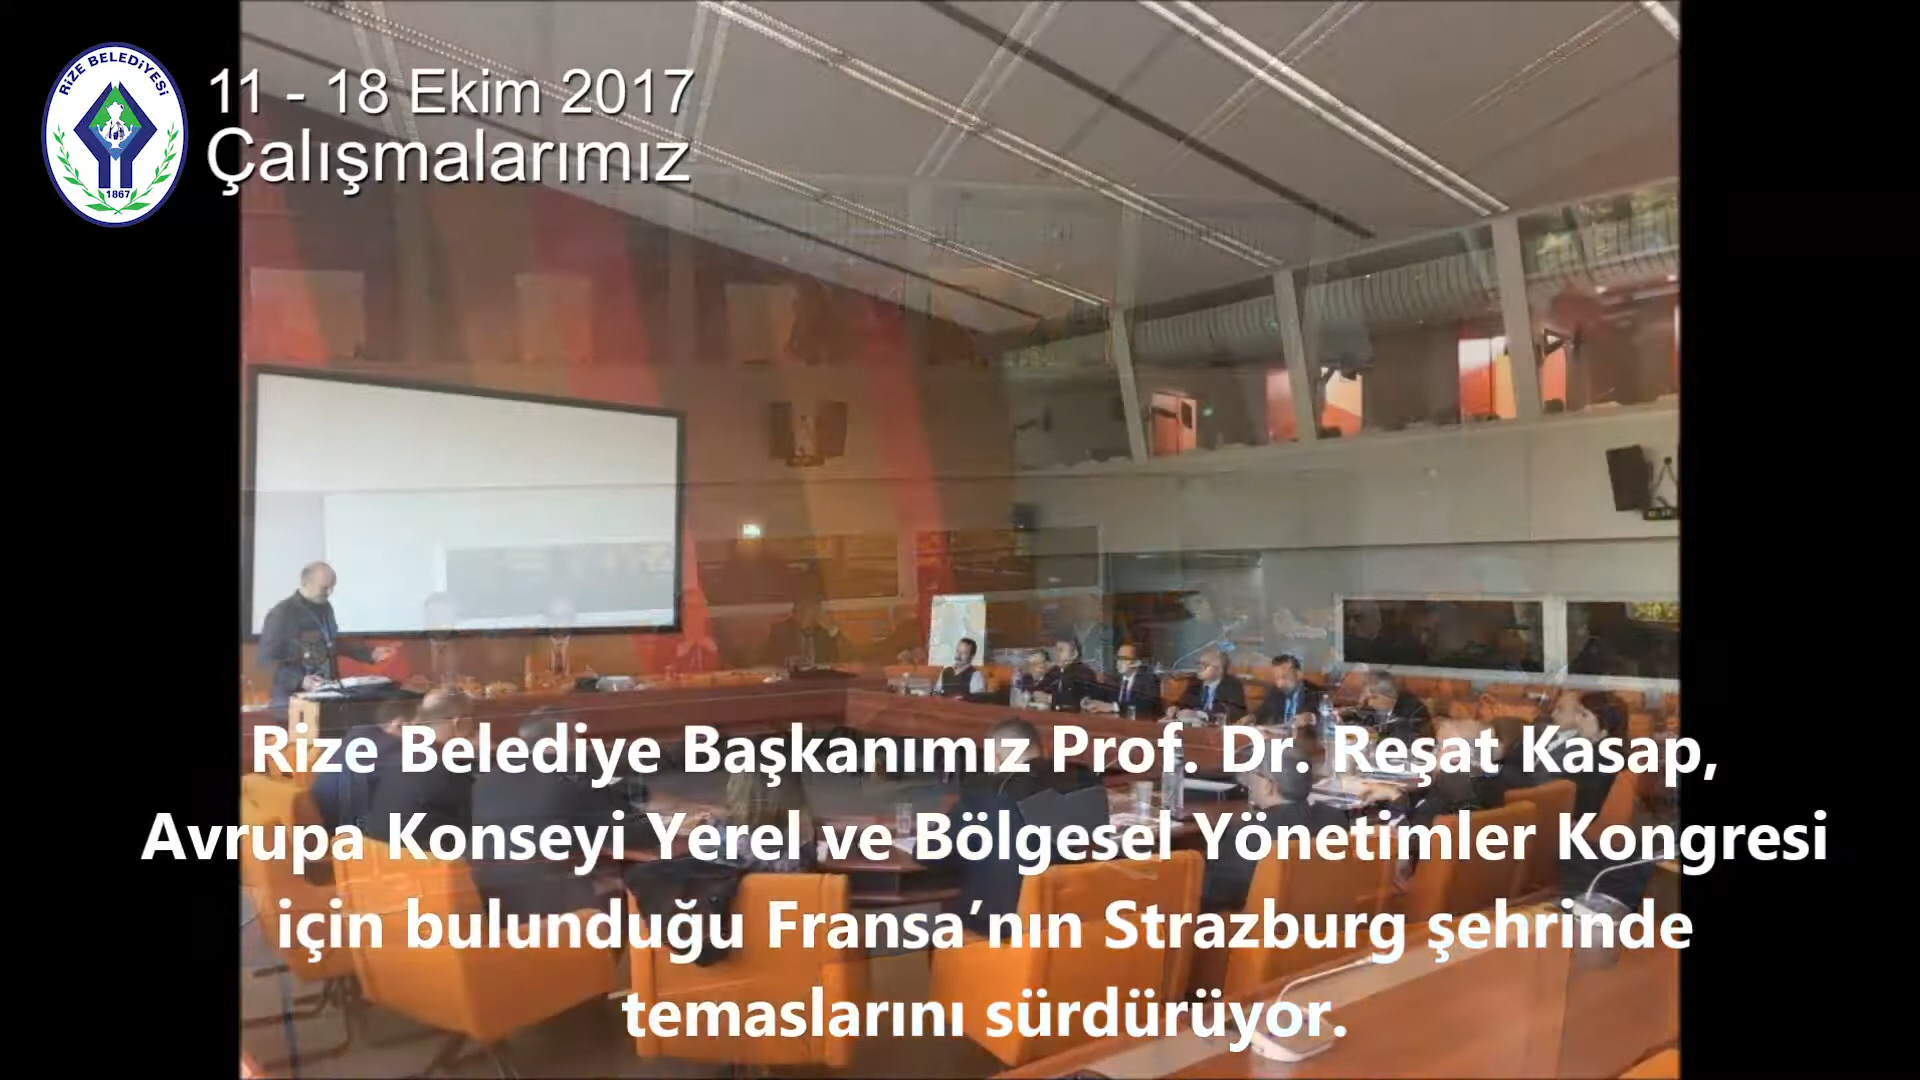 RİZE BELEDİYESİ
1867
11 - 18 Ekim 2017
Çalışmalarımız
Rize Belediye Başkanımız Prof. Dr. Reşat Kasap,
Avrupa Konseyi Yerel ve Bölgesel Yönetimler Kongresi
için bulunduğu Fransa’nın Strazburg şehrinde
temaslarını sürdürüyor.